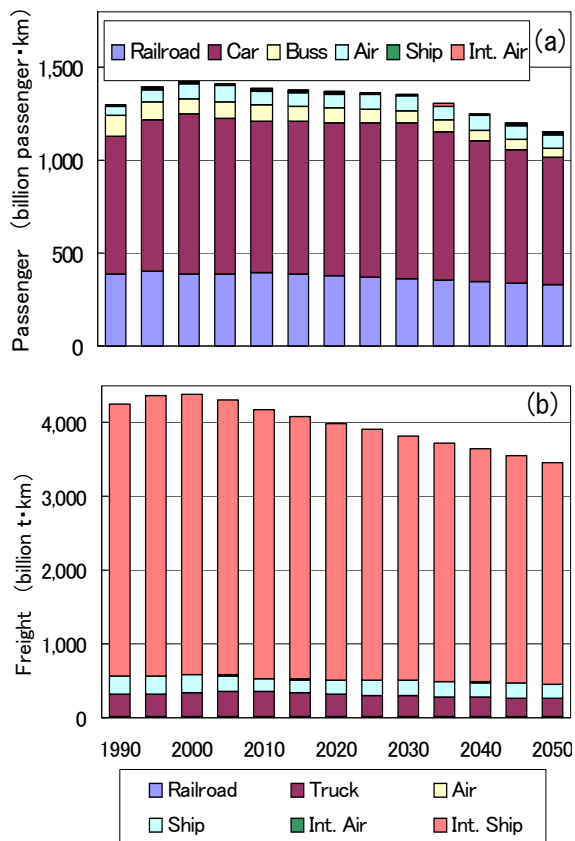 Railroad Car Buss Air Ship Int. Air
(a)
1,500
1,000
500
0
Passenger (billion passenger・km)
(b)
4,000
3,000
2,000
1,000
0
Freight (billion t・km)
1990 2000 2010 2020 2030 2040 2050
Railroad Truck Air
Ship Int. Air Int. Ship